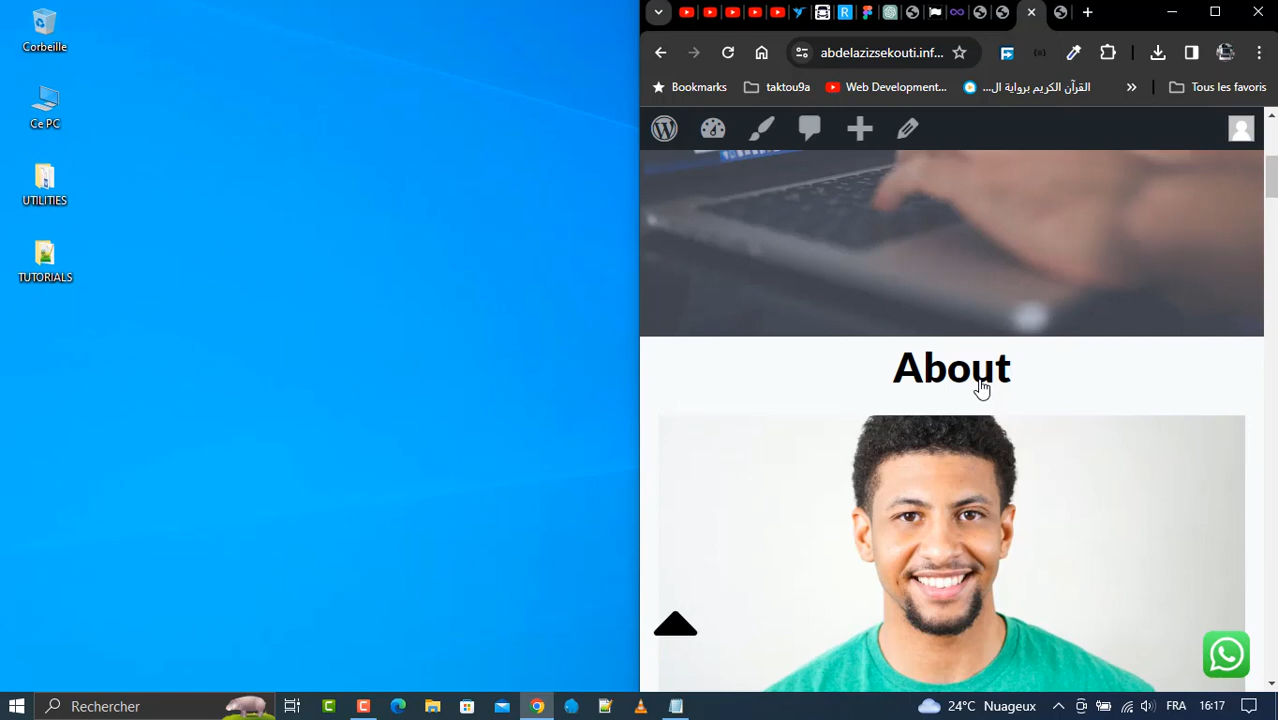 Corbeille
Ce PC
UTILITIES
TUTORIALS
abdelazizsekouti.inf...
Bookmarks
taktou9a
Web Development...
القرآن الكريم برواية ال...
Tous les favoris
About
Rechercher
24°C Nuageux
FRA
16:17